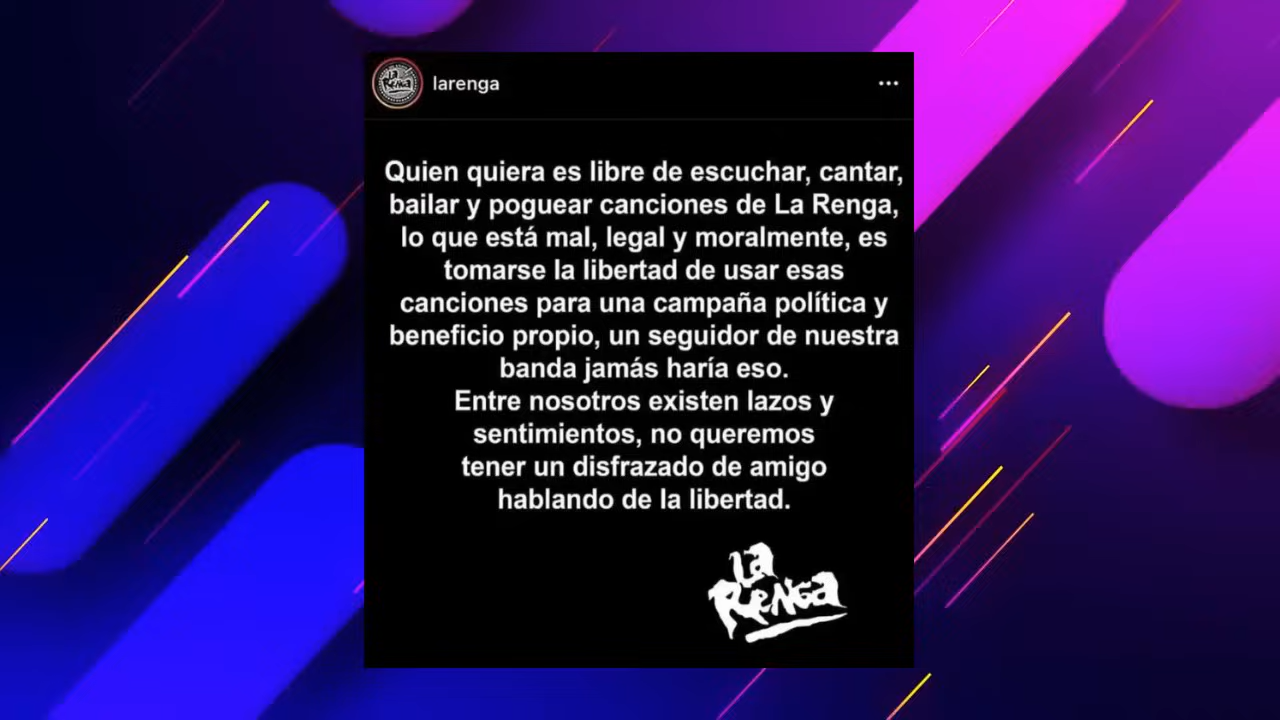 larenga
Quien quiera es libre de escuchar, cantar,
bailar y poguear canciones de La Renga,
lo que está mal, legal y moralmente, es
tomarse la libertad de usar esas
canciones para una campaña política y
beneficio propio, un seguidor de nuestra
banda jamás haría eso.
Entre nosotros existen lazos y
sentimientos, no queremos
tener un disfrazado de amigo
hablando de la libertad.
La
Renga